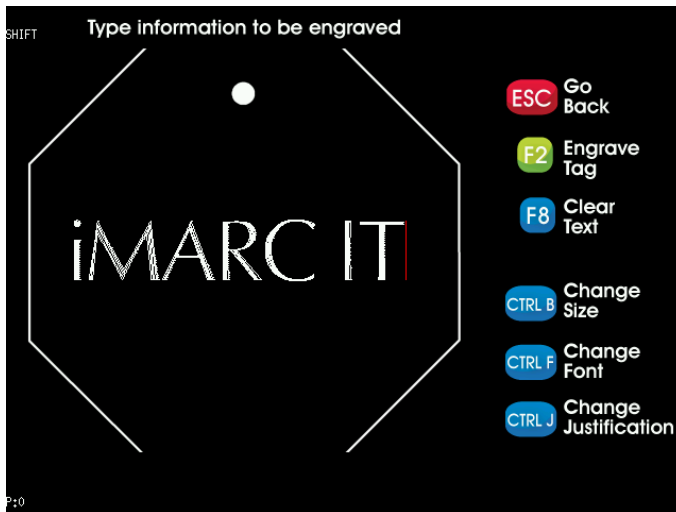 SHIFT
Type information to be engraved
iMARC IT
ESC Go Back
F2 Engrave Tag
F8 Clear Text
CTRL B Change Size
CTRL F Change Font
CTRL J Change Justification
P:0